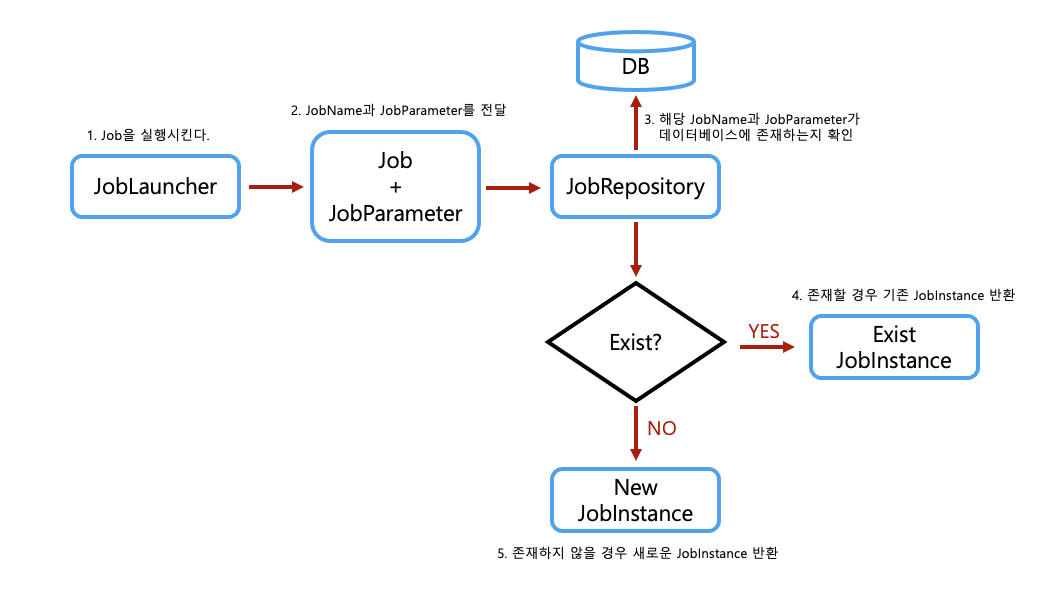 DB
2. JobName과 JobParameter를 전달
1. Job을 실행시킨다.
3. 해당 JobName과 JobParameter가
데이터베이스에 존재하는지 확인
JobLauncher
Job
+
JobParameter
JobRepository
4. 존재할 경우 기존 JobInstance 반환
Exist?
YES
Exist
JobInstance
NO
New
JobInstance
5. 존재하지 않을 경우 새로운 JobInstance 반환